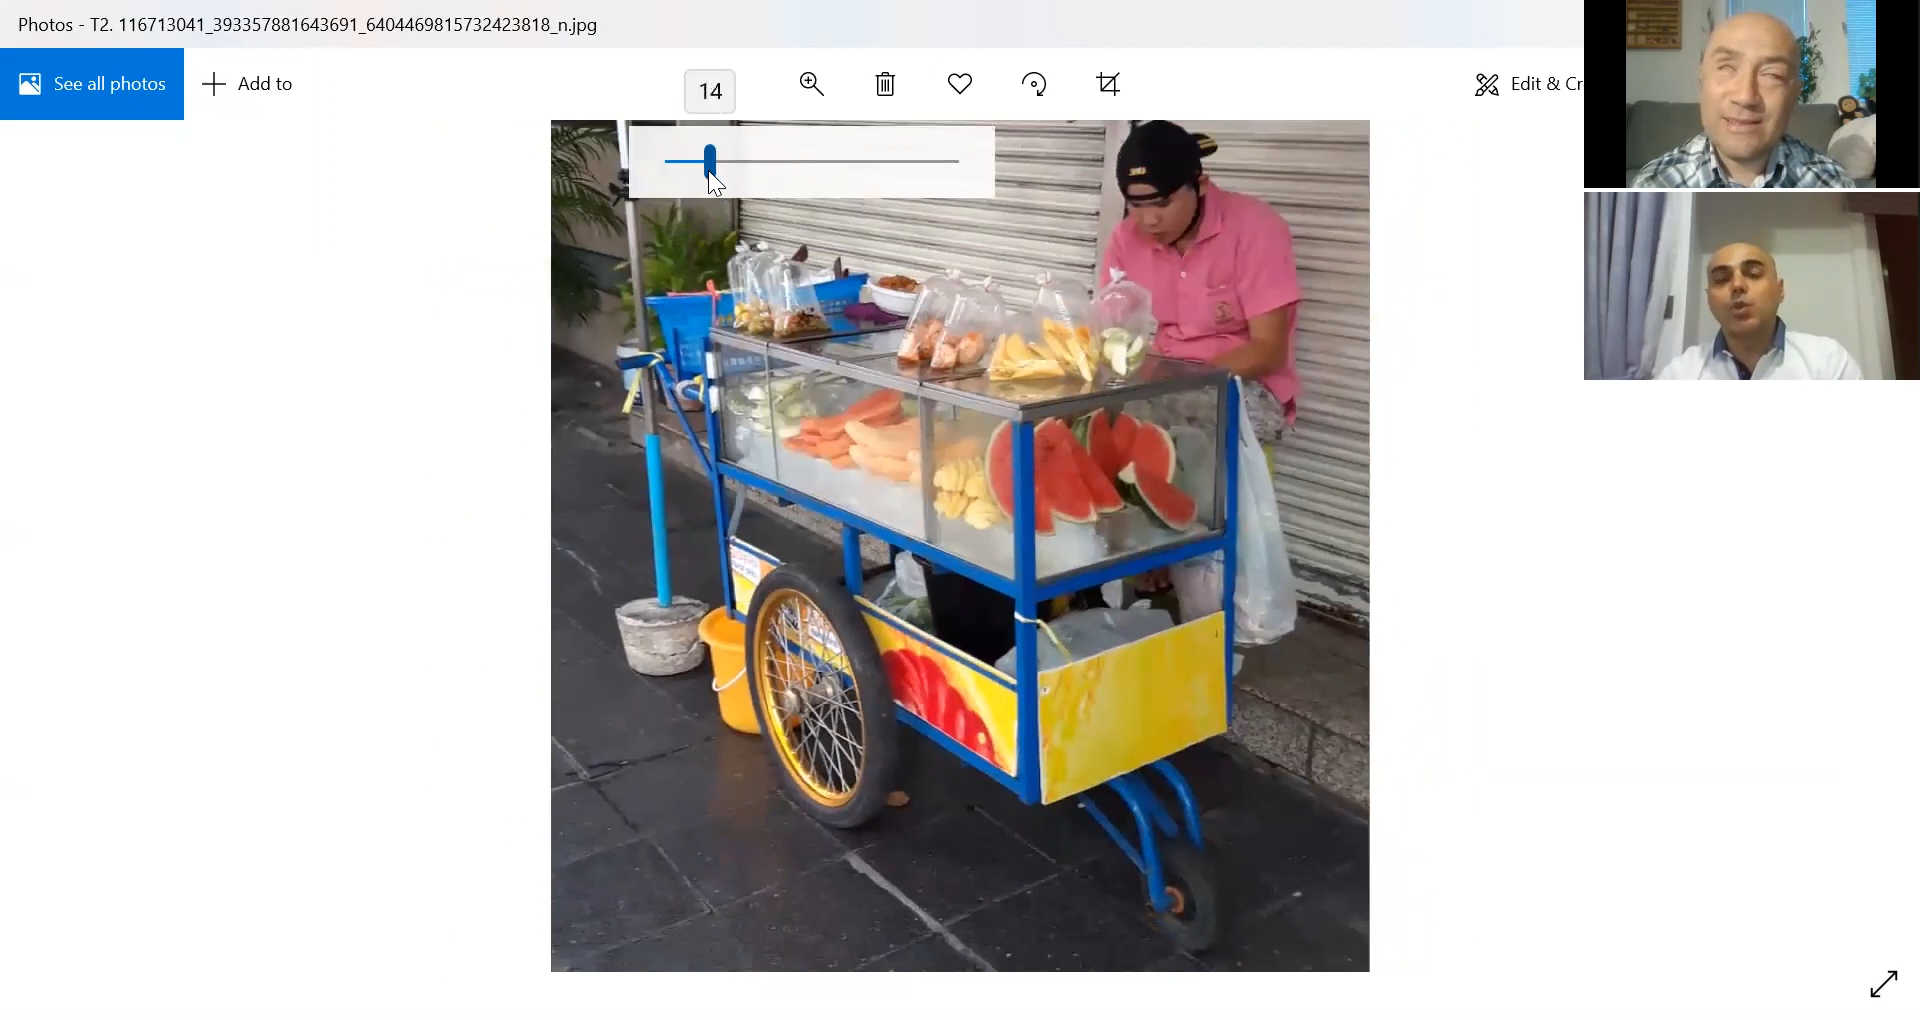 Photos - T2. 116713041_393357881643691_6404469815732423818_n.jpg
See all photos
Add to
14
Edit & Cr